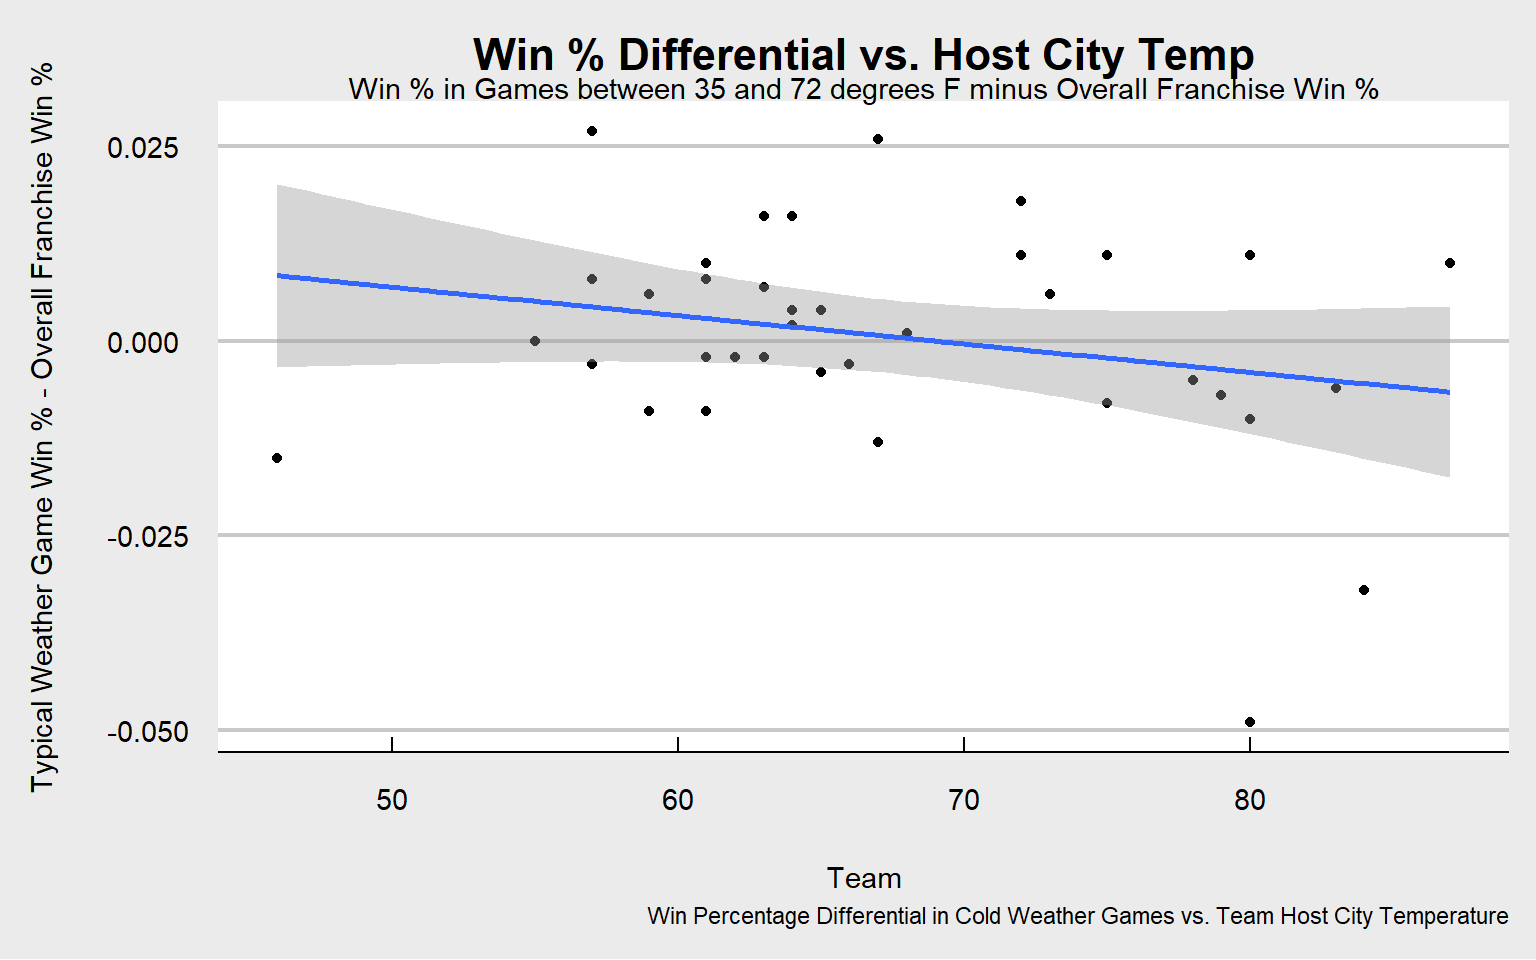 Win % Differential vs. Host City Temp
Win % in Games between 35 and 72 degrees F minus Overall Franchise Win %
Typical Weather Game Win % - Overall Franchise Win %
0.025
0.000
-0.025
-0.050
50
60
70
80
Team
Win Percentage Differential in Cold Weather Games vs. Team Host City Temperature